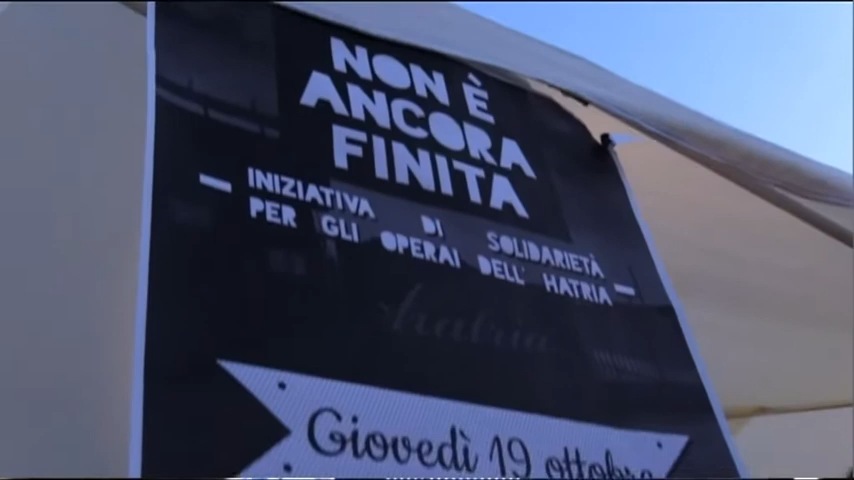 NON È
ANCORA
FINITA
INIZIATIVA DI SOLIDARIETÀ
PER GLI OPERAI DELL' HATRIA
Hatria
Giovedì 19 ottobre